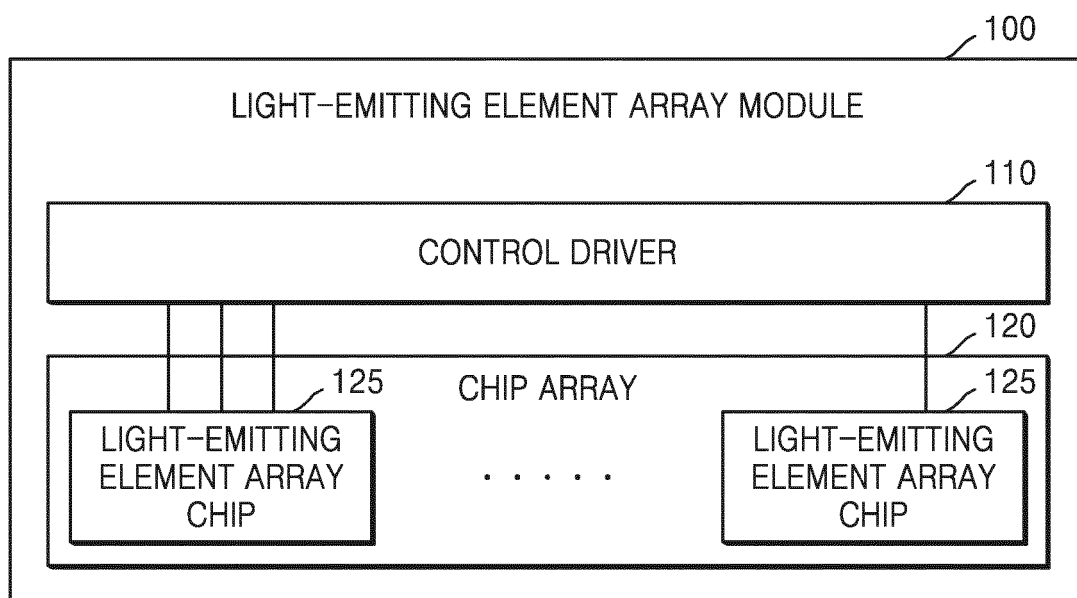 100
LIGHT-EMITTING ELEMENT ARRAY MODULE
110
CONTROL DRIVER
120
CHIP ARRAY
125
LIGHT-EMITTING
ELEMENT ARRAY
CHIP
. . . . .
125
LIGHT-EMITTING
ELEMENT ARRAY
CHIP